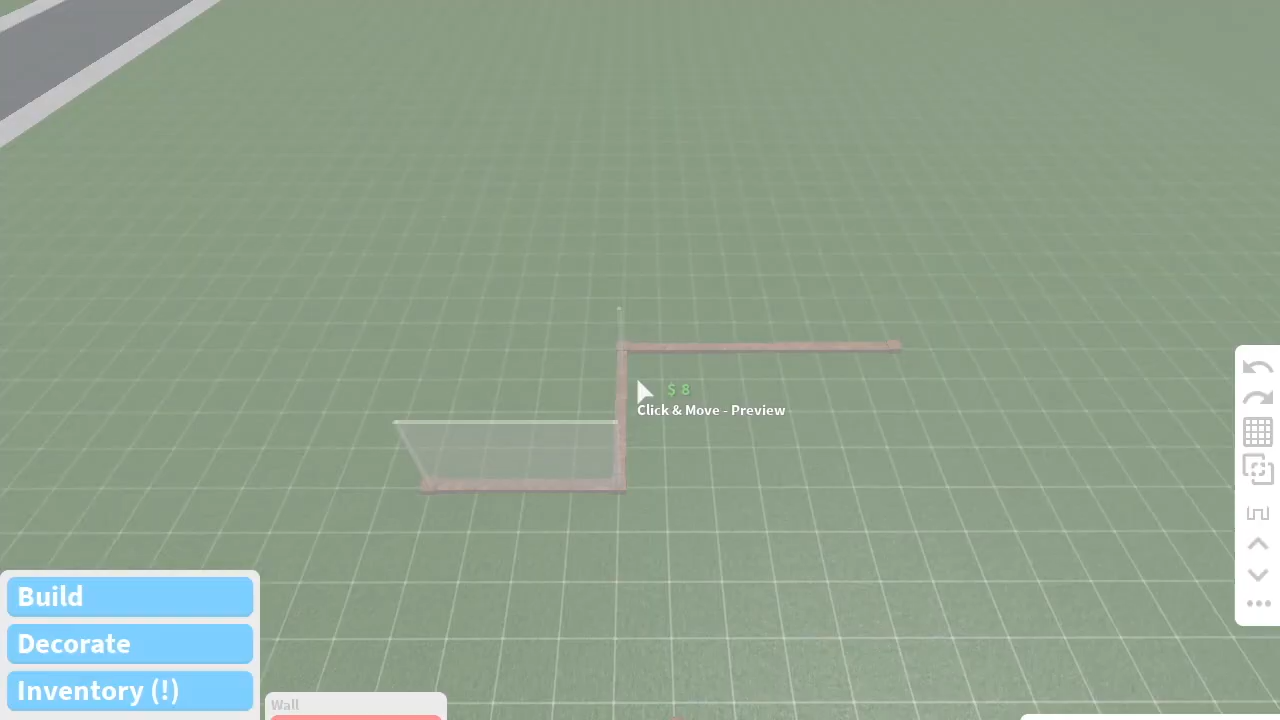 $ 8
Click & Move - Preview
Build
Decorate
Inventory (!)
Wall